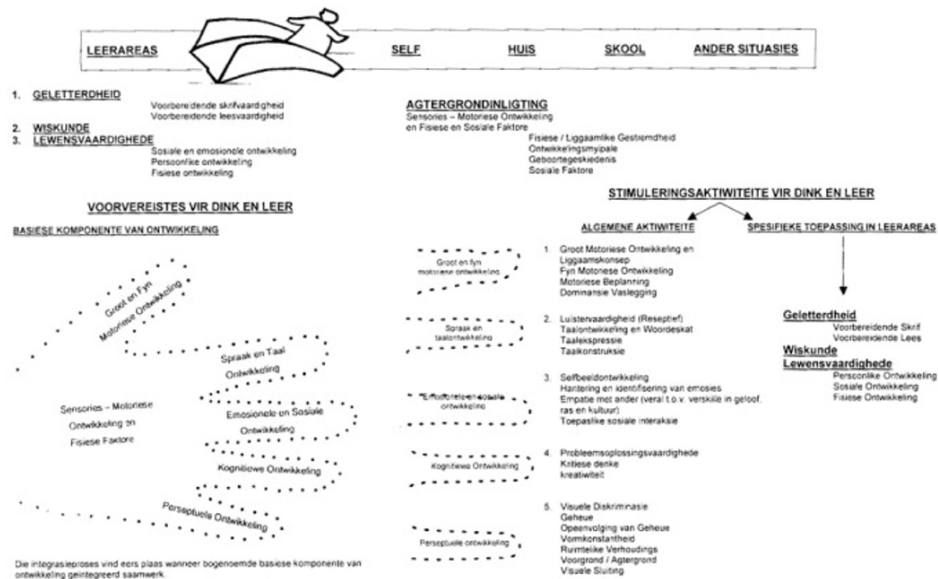 LEERAREAS
SELF
HUIS
SKOOL
ANDER SITUASIES
1. GELETTERDHEID
Voorbereidende skrifvaardigheid
Voorbereidende leesvaardigheid
2. WISKUNDE
3. LEWENSVAARDIGHEDE
Sosiale en emosionele ontwikkeling
Persoonlike ontwikkeling
Fisiese ontwikkeling
AGTERGRONDINLIGTING
Sensories – Motoriese Ontwikkeling
en Fisiese en Sosiale Faktore
Fisiese / Liggaamlike Gestremdheid
Ontwikkelingsmylpale
Geboortegeskiedenis
Sosiale Faktore
VOORVEREISTES VIR DINK EN LEER
BASIESE KOMPONENTE VAN ONTWIKKELING
Groot en Fyn
Motoriese Ontwikkeling
Spraak en Taal
Ontwikkeling
Sensories – Motoriese
Ontwikkeling en
Fisiese Faktore
Emosionele en Sosiale
Ontwikkeling
Kognitiewe Ontwikkeling
Perseptuele Ontwikkeling
Die integrasieproses vind eers plaas wanneer bogenoemde basiese komponente van
ontwikkeling geintegreerd saamwerk.
STIMULERINGSAKTIWITEITE VIR DINK EN LEER
ALGEMENE AKTIWITEITE
SPESIFIEKE TOEPASSING IN LEERAREAS
Groot en fyn
motoriese ontwikkeling
1. Groot Motoriese Ontwikkeling en
Liggaamskonsep
Fyn Motoriese Ontwikkeling
Motoriese Beplanning
Dominansie Vaslegging
Spraak en
taalontwikkeling
2. Luistervaardigheid (Reseptief)
Taalontwikkeling en Woordeskat
Taalekspressie
Taalkonstruksie
Emosionele en sosiale
ontwikkeling
3. Selfbeeldontwikkeling
Hantering en identifisering van emosies
Empatie met ander (veral t.o.v. verskille in geloof,
ras en kultuur)
Toepaslike sosiale interaksie
Kognitiewe Ontwikkeling
4. Probleemsoplossingsvaardighede
Kritiese denke
kreatiwiteit
Perseptuele ontwikkeling
5. Visuele Diskriminasie
Geheue
Opeenvolging van Geheue
Vormkonstantheid
Ruimtelike Verhoudings
Voorgrond / Agtergrond
Visuele Sluiting
Geletterdheid
Voorbereidende Skrif
Voorbereidende Lees
Wiskunde
Lewensvaardighede
Persoonlike Ontwikkeling
Sosiale Ontwikkeling
Fisiese Ontwikkeling